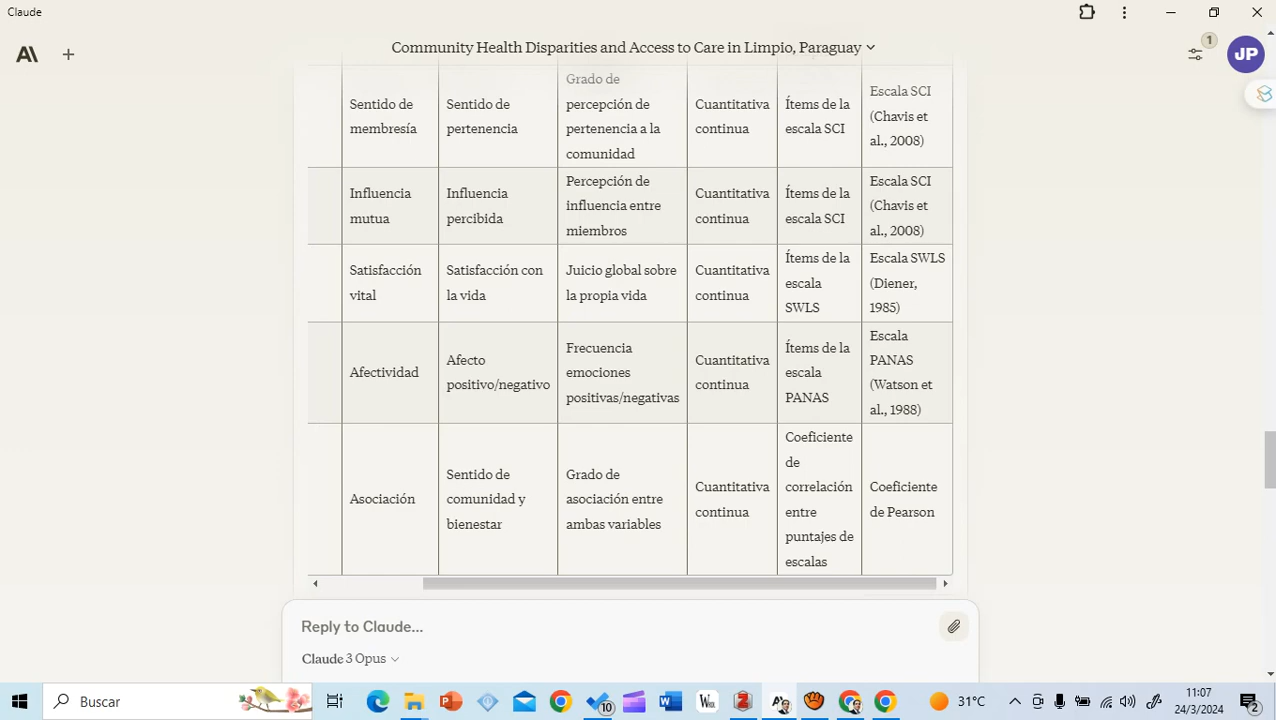 Claude
Community Health Disparities and Access to Care in Limpio, Paraguay
1
JP
Sentido de
membresía
Sentido de
pertenencia
Grado de
percepción de
pertenencia a la
comunidad
Cuantitativa
continua
Ítems de la
escala SCI
Escala SCI
(Chavis et
al., 2008)
Influencia
mutua
Influencia
percibida
Percepción de
influencia entre
miembros
Cuantitativa
continua
Ítems de la
escala SCI
Escala SCI
(Chavis et
al., 2008)
Satisfacción
vital
Satisfacción con
la vida
Juicio global sobre
la propia vida
Cuantitativa
continua
Ítems de la
escala
SWLS
Escala SWLS
(Diener,
1985)
Afectividad
Afecto
positivo/negativo
Frecuencia
emociones
positivas/negativas
Cuantitativa
continua
Ítems de la
escala
PANAS
Escala
PANAS
(Watson et
al., 1988)
Asociación
Sentido de
comunidad y
bienestar
Grado de
asociación entre
ambas variables
Cuantitativa
continua
Coeficiente
de
correlación
entre
puntajes de
escalas
Coeficiente
de Pearson
Reply to Claude...
Claude 3 Opus
Buscar
10
31°C
11:07
24/3/2024
2